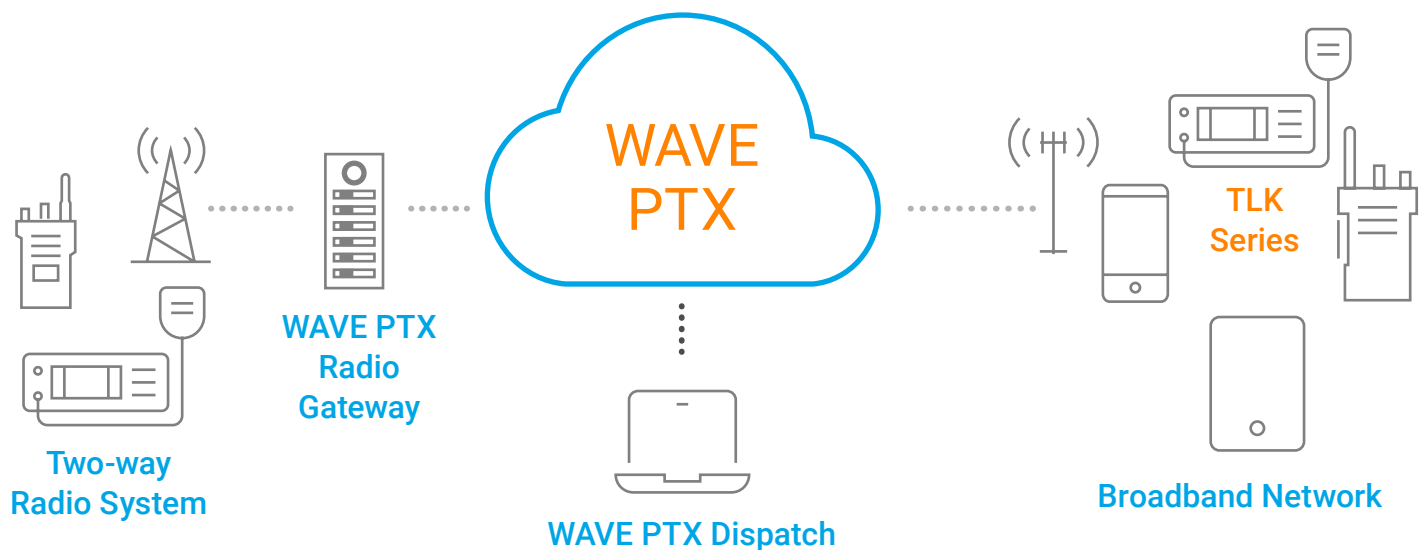 WAVE
PTX
TLK
Series
WAVE PTX
Radio
Gateway
Two-way
Radio System
WAVE PTX Dispatch
Broadband Network